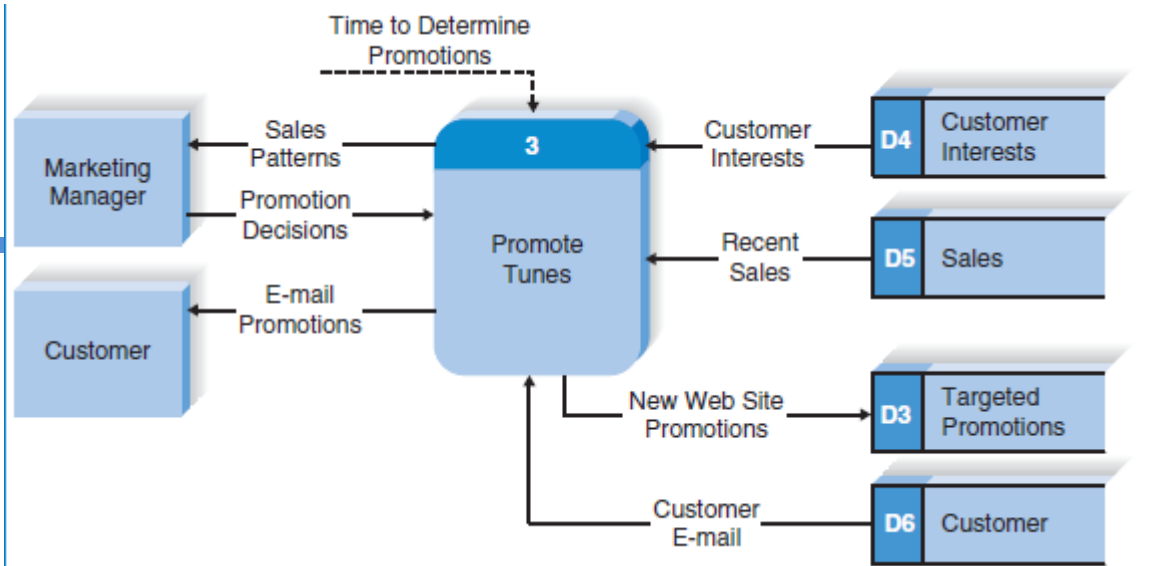 Time to Determine
Promotions
Marketing
Manager
Sales
Patterns
Promotion
Decisions
3
Promote
Tunes
Customer
Interests
D4
Customer
Interests
Recent
Sales
D5
Sales
Customer
E-mail
Promotions
New Web Site
Promotions
D3
Targeted
Promotions
Customer
E-mail
D6
Customer